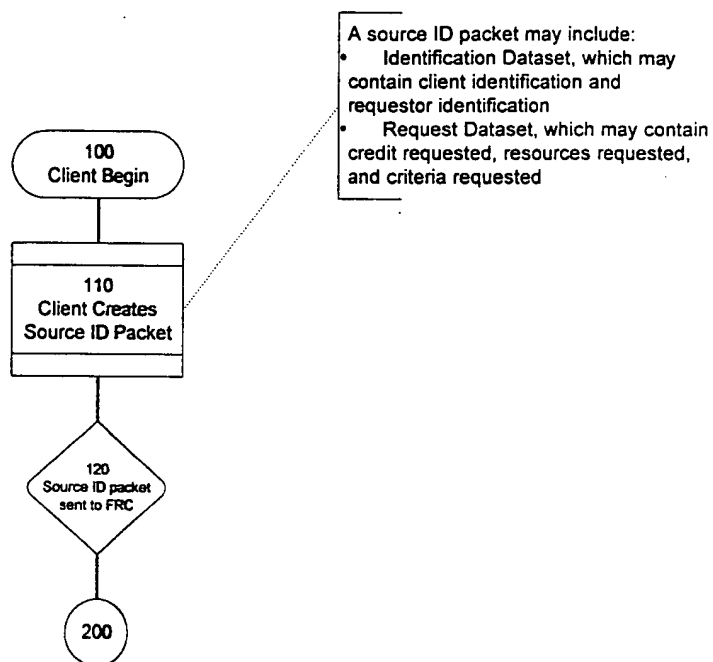 A source ID packet may include:
• Identification Dataset, which may
contain client identification and
requestor identification
• Request Dataset, which may contain
credit requested, resources requested,
and criteria requested
100
Client Begin
110
Client Creates
Source ID Packet
120
Source ID packet
sent to FRC
200